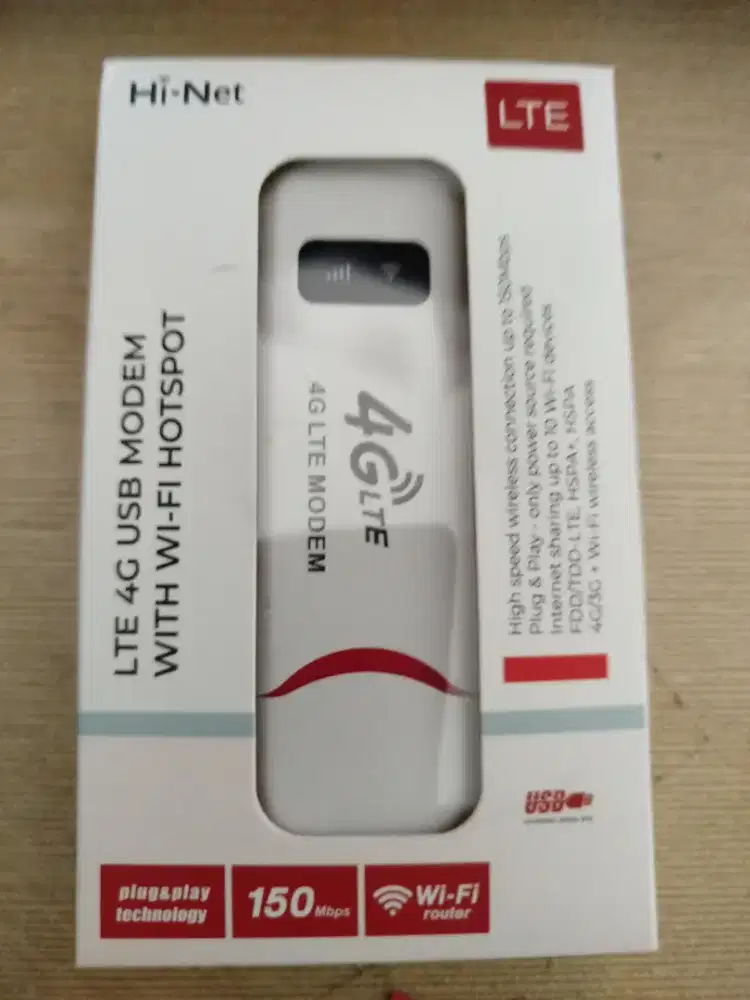 Hi-Net
LTE
LTE 4G USB MODEM
WITH WI-FI HOTSPOT
4G LTE
4G LTE MODEM
High speed wireless connection up to 150Mbps
Plug & Play - only power source required
Internet sharing up to 10 Wi-Fi devices
FDD/TDD-LTE, HSPA+, HSPA
4G/3G + Wi-Fi wireless access
USB
plug&play
technology
150 Mbps
Wi-Fi
router